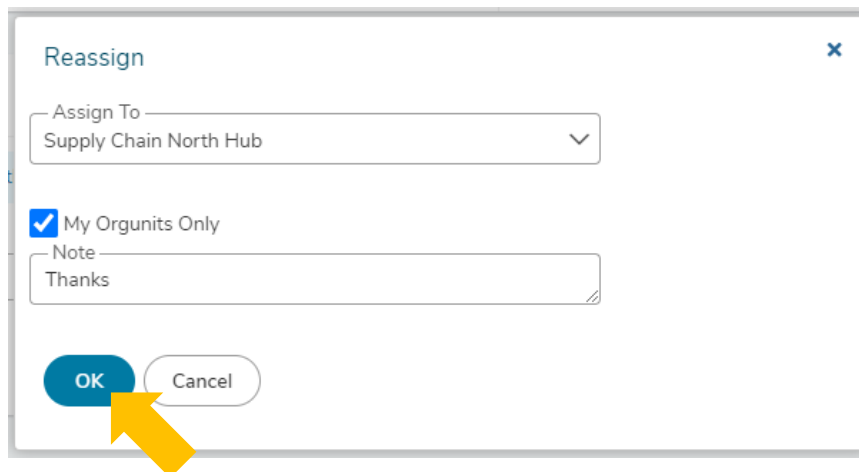 Reassign
Assign To
Supply Chain North Hub
My Orgunits Only
Note
Thanks
OK Cancel